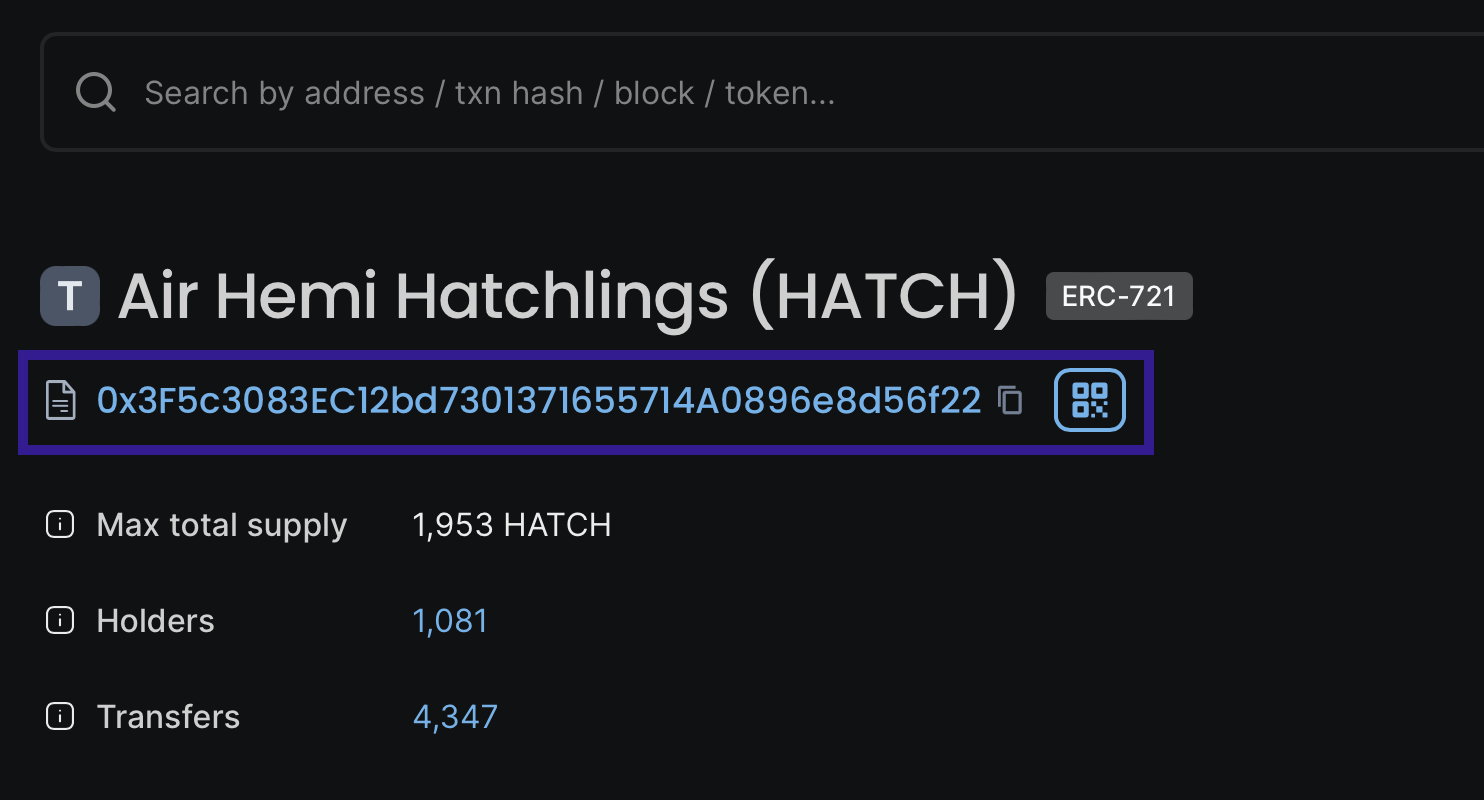 Search by address / txn hash / block / token...
T Air Hemi Hatchlings (HATCH) ERC-721
0x3F5c3083EC12bd7301371655714A0896e8d56f22
Max total supply 1,953 HATCH
Holders 1,081
Transfers 4,347